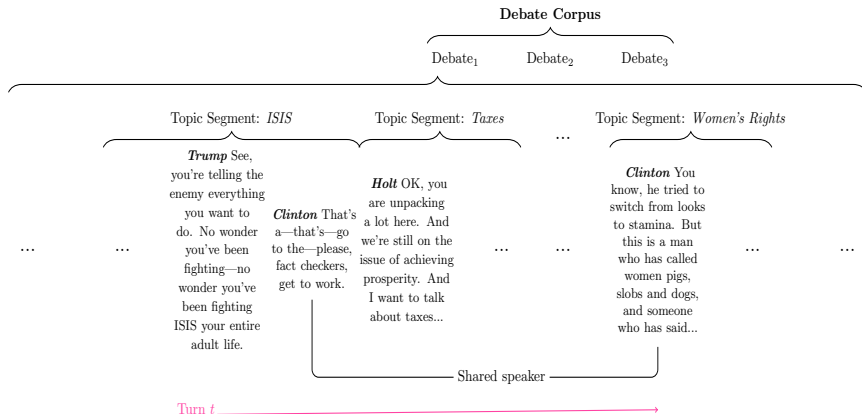 Debate Corpus
Debate1 Debate2 Debate3
Topic Segment: ISIS Topic Segment: Taxes ... Topic Segment: Women's Rights
...
...
Trump See,
you're telling the
enemy everything
you want to
do. No wonder
you've been
fighting—no
wonder you've
been fighting
ISIS your entire
adult life.
Clinton That's
a—that's—go
to the—please,
fact checkers,
get to work.
Holt OK, you
are unpacking
a lot here. And
we're still on the
issue of achieving
prosperity. And
I want to talk
about taxes...
...
...
Clinton You
know, he tried to
switch from looks
to stamina. But
this is a man
who has called
women pigs,
slobs and dogs,
and someone
who has said...
...
...
Shared speaker
Turn t